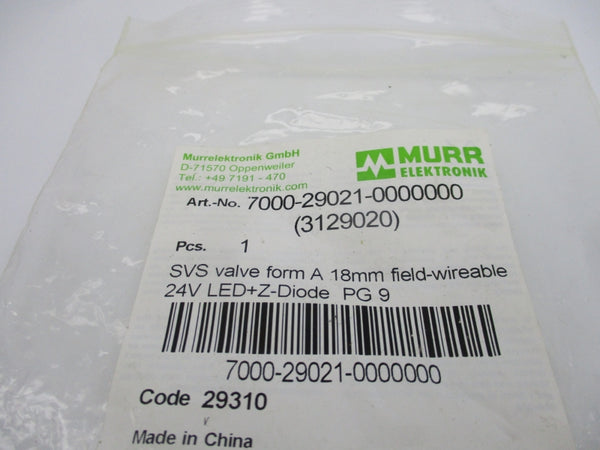 Murrelektronik GmbH
D-71570 Oppenweiler
Tel.: +49 7191 - 470
www.murrelektronik.com
MURR
ELEKTRONIK
Art.-No. 7000-29021-0000000
(3129020)
Pcs. 1
SVS valve form A 18mm field-wireable
24V LED+Z-Diode PG 9
7000-29021-0000000
Code 29310
Made in China